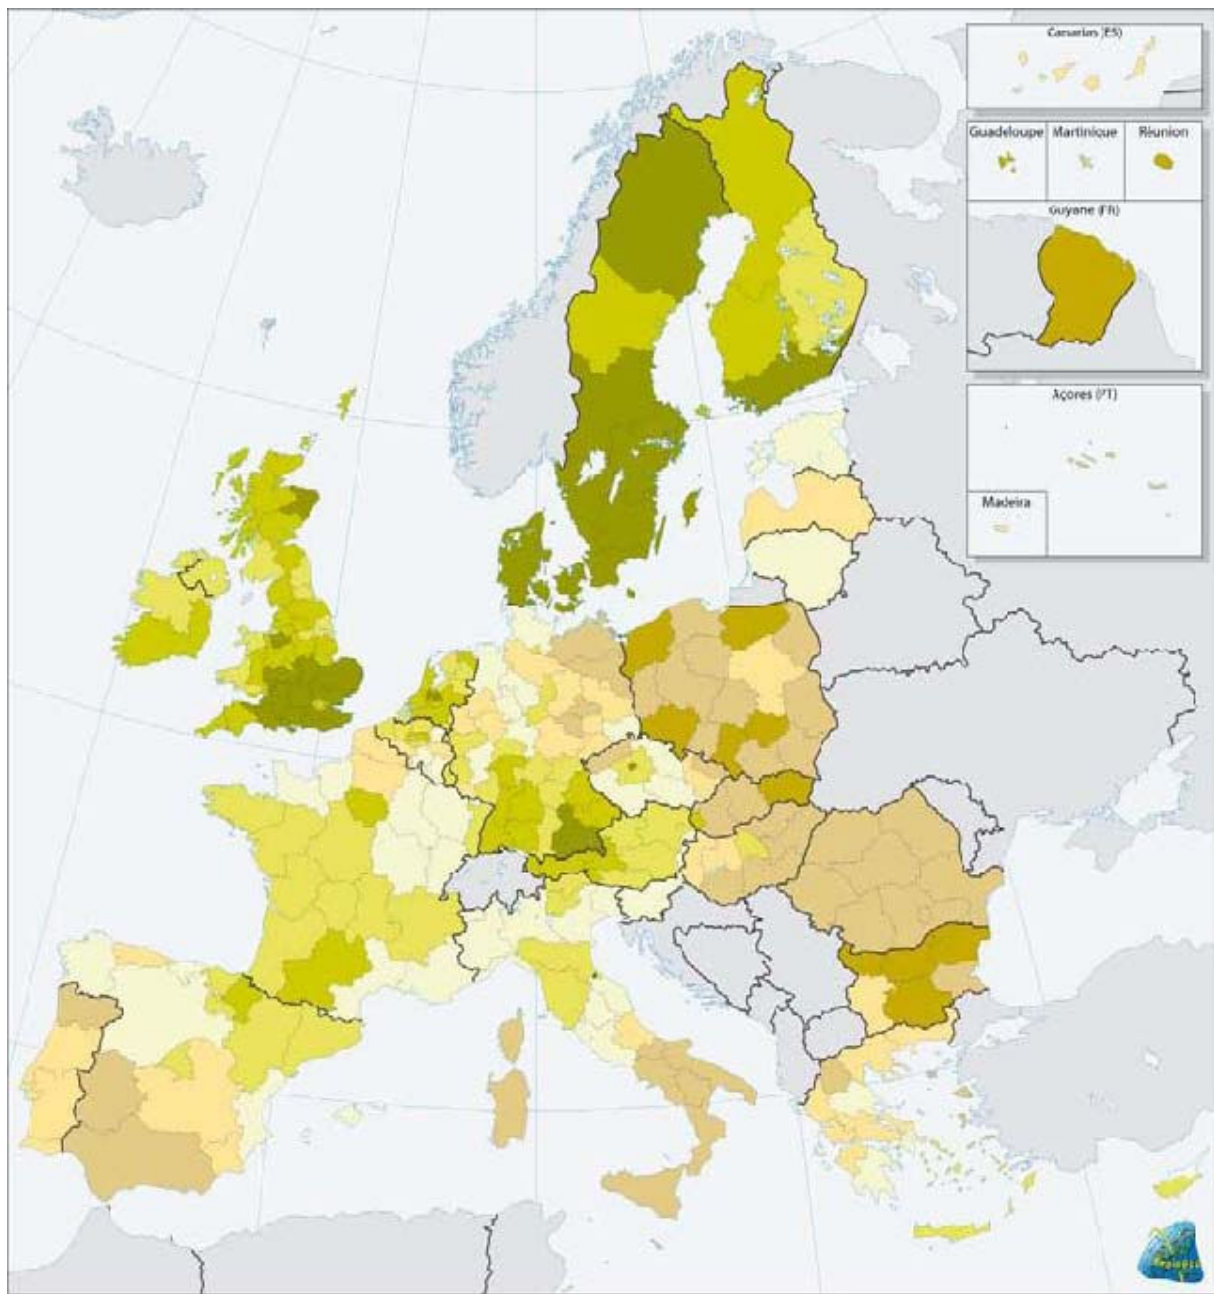 Canarias (ES)
Guadeloupe
Martinique
Réunion
Guyane (FR)
Açores (PT)
Madeira